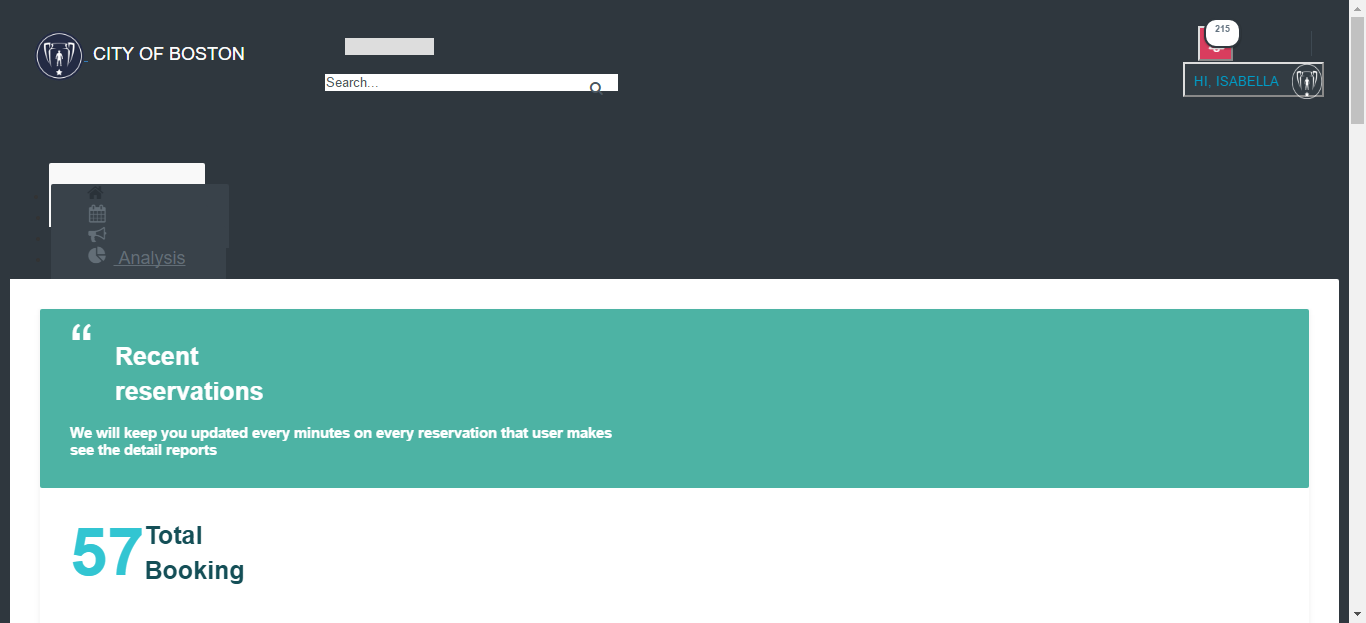 CITY OF BOSTON
215
Search...
HI, ISABELLA
Analysis
“
Recent
reservations
We will keep you updated every minutes on every reservation that user makes
see the detail reports
57
Total
Booking